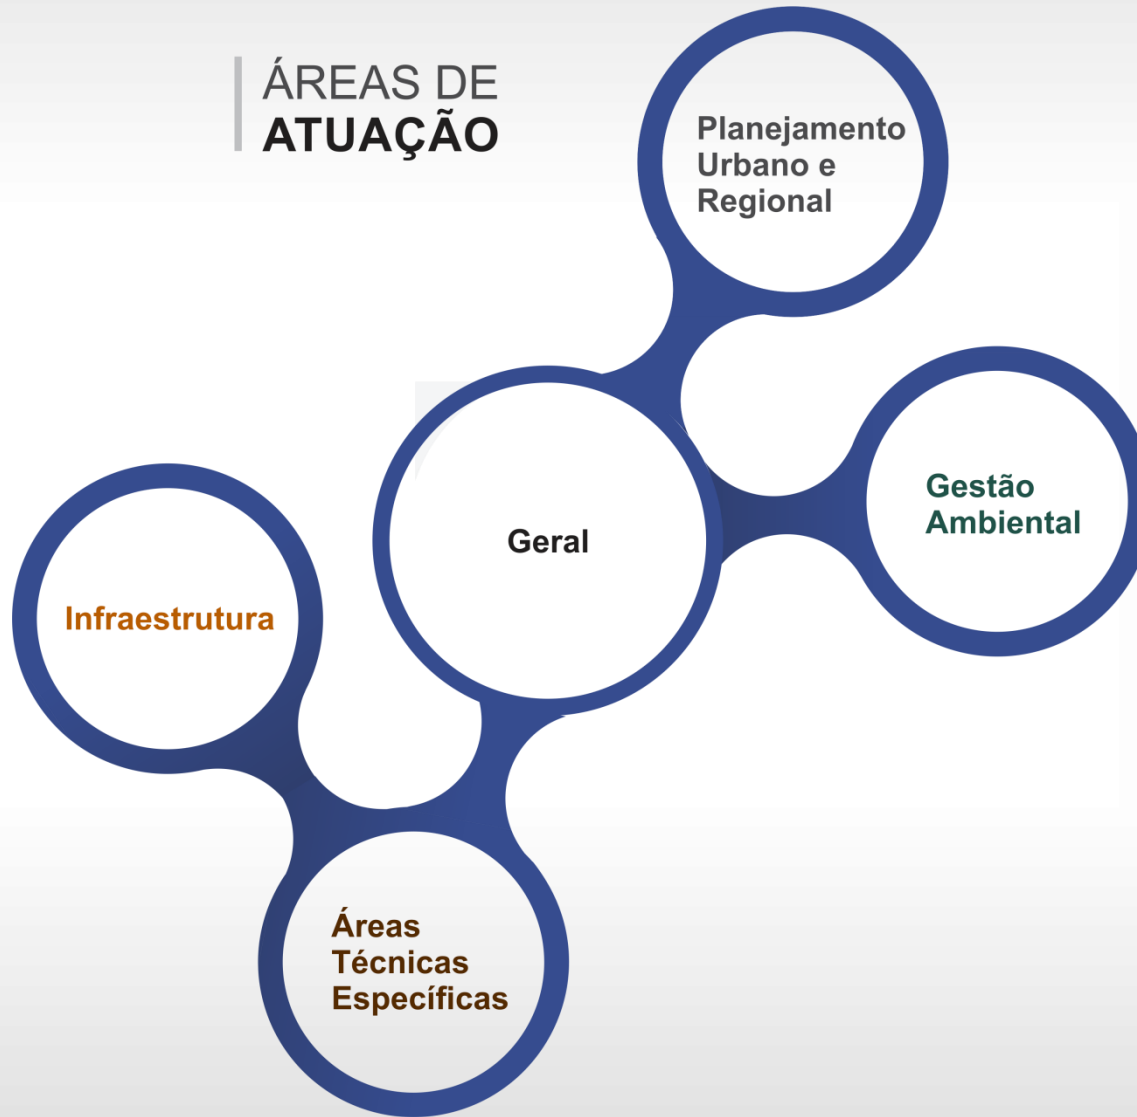 ÁREAS DE
ATUAÇÃO
Planejamento
Urbano e
Regional
Gestão
Ambiental
Geral
Infraestrutura
Áreas
Técnicas
Específicas